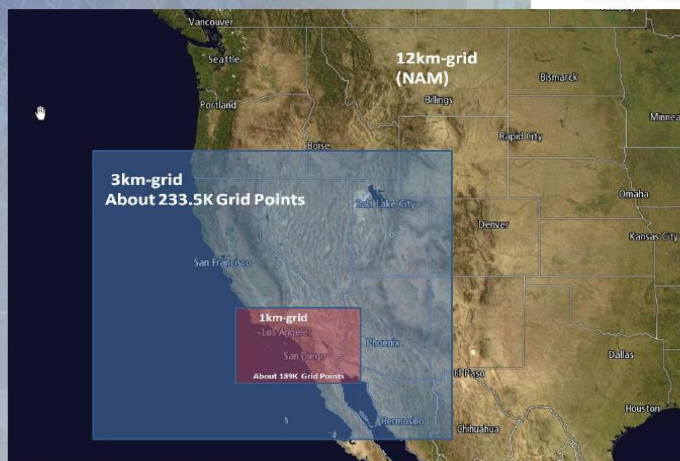 Vancouver
Seattle
12km-grid
(NAM)
Bismarck
Portland
Billings
Minnea
Boise
Rapid City
3km-grid
About 233.5K Grid Points
Salt Lake City
Omaha
Denver
Kansas City
San Francisco
1km-grid
Los Angeles
Phoenix
San Diego
Dallas
About 189K Grid Points
El Paso
Houston
Hermosillo
Chihuahua